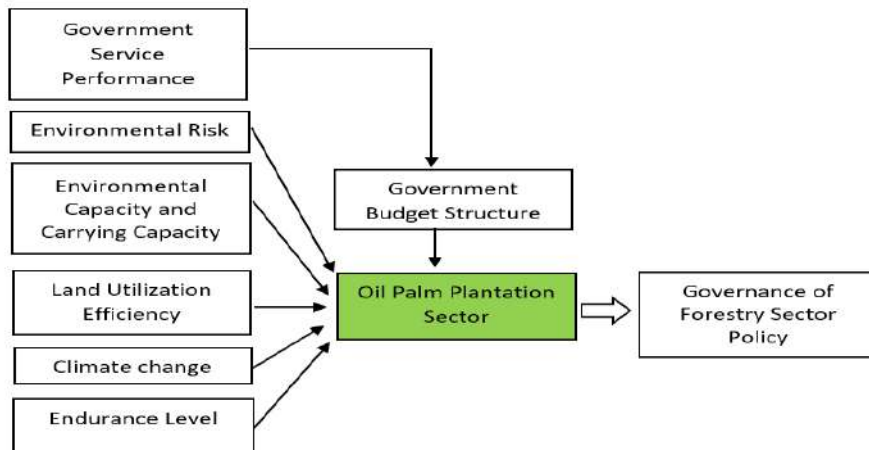 Government
Service
Performance
Environmental Risk
Environmental
Capacity and
Carrying Capacity
Land Utilization
Efficiency
Climate change
Endurance Level
Government
Budget Structure
Oil Palm Plantation
Sector
Governance of
Forestry Sector
Policy